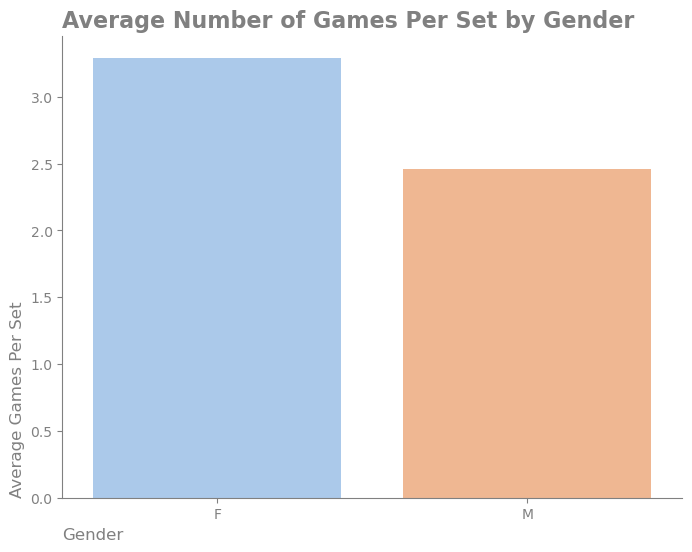 Average Number of Games Per Set by Gender
Average Games Per Set
3.0
2.5
2.0
1.5
1.0
0.5
0.0
F
M
Gender